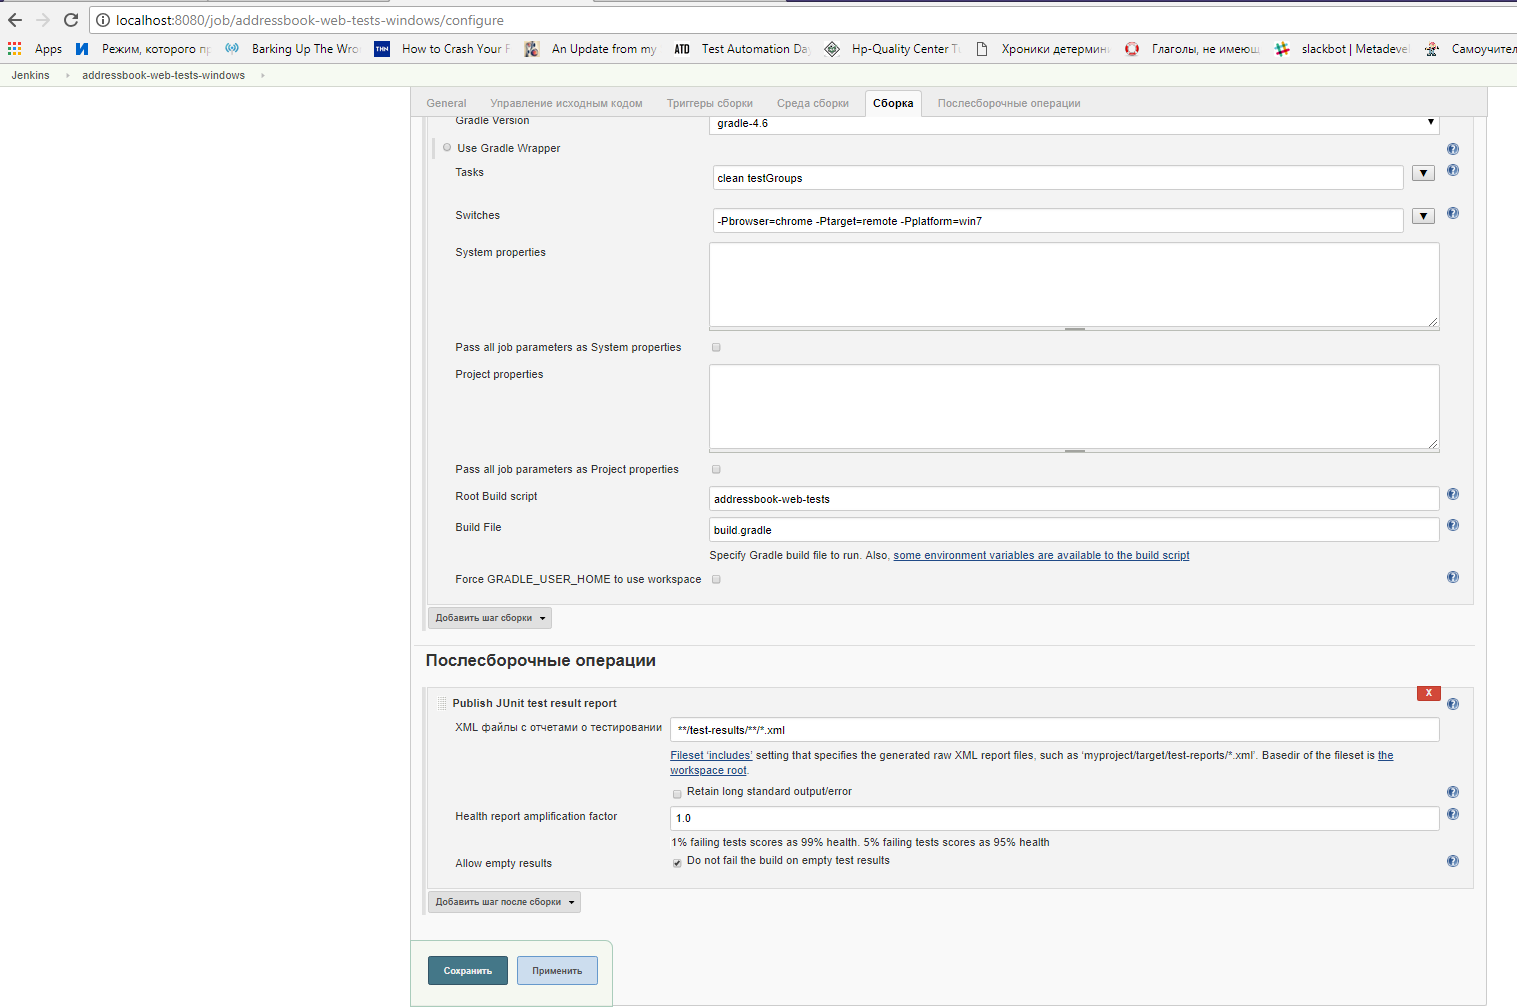 localhost:8080/job/addressbook-web-tests-windows/configure
Apps Режим, которого п Barking Up The Wro THN How to Crash Your An Update from my ATD Test Automation Da Hp-Quality Center T Хроники детермин Глаголы, не имеющ slackbot | Metadeve Самоучител
Jenkins addressbook-web-tests-windows
General Управление исходным кодом Триггеры сборки Среда сборки Сборка Послесборочные операции
Gradle Version gradle-4.6
Use Gradle Wrapper
Tasks clean testGroups
Switches -Pbrowser=chrome -Ptarget=remote -Pplatform=win7
System properties
Pass all job parameters as System properties
Project properties
Pass all job parameters as Project properties
Root Build script addressbook-web-tests
Build File build.gradle
Specify Gradle build file to run. Also, some environment variables are available to the build script
Force GRADLE_USER_HOME to use workspace
Добавить шаг сборки
Послесборочные операции
X
Publish JUnit test result report
XML файлы с отчетами о тестировании **/test-results/**/*.xml
Fileset ‘includes’ setting that specifies the generated raw XML report files, such as ‘myproject/target/test-reports/*.xml’. Basedir of the fileset is the
workspace root.
Retain long standard output/error
Health report amplification factor 1.0
1% failing tests scores as 99% health. 5% failing tests scores as 95% health
Allow empty results Do not fail the build on empty test results
Добавить шаг после сборки
Сохранить Применить